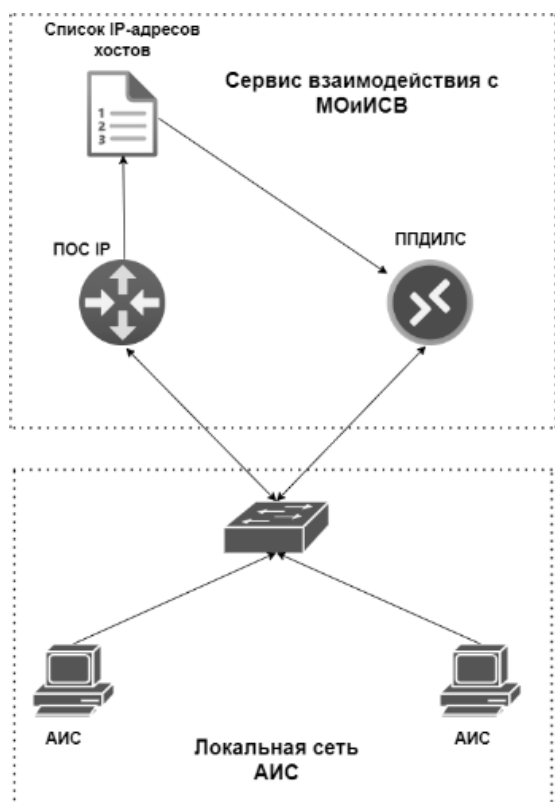 Список IP-адресов
хостов
Сервис взаимодействия с
МОиИСВ
1
2
3
ПОС IP
ППДИЛС
АИС
АИС
Локальная сеть
АИС